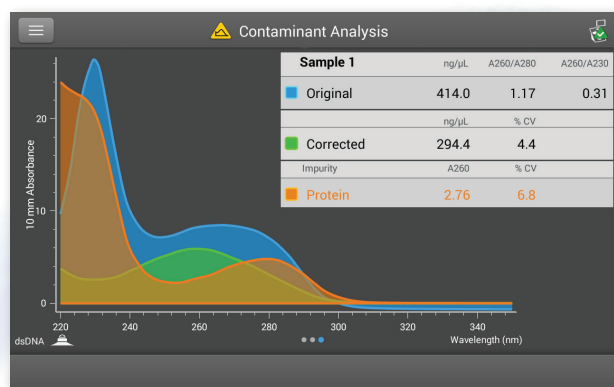 Contaminant Analysis
Sample 1 ng/µL A260/A280 A260/A230
Original 414.0 1.17 0.31
ng/µL % CV
Corrected 294.4 4.4
Impurity A260 % CV
Protein 2.76 6.8
10 mm Absorbance
20
10
0
220 240 260 280 300 320 340
dsDNA Wavelength (nm)